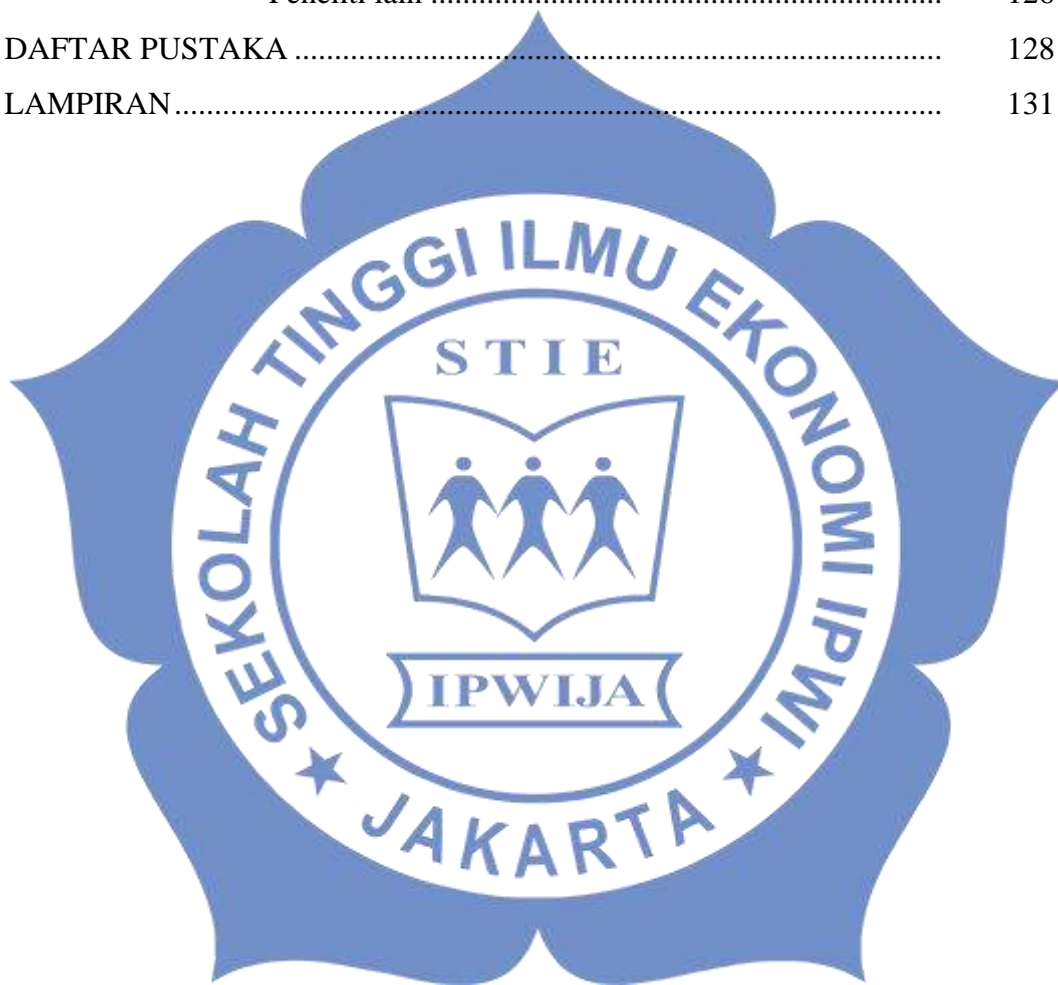 DAFTAR PUSTAKA ................................................................................. 128
LAMPIRAN ................................................................................................ 131
SEKOLAH TINGGI ILMU EKONOMI IPWI
STIE
IPWIJA
★ JAKARTA ★